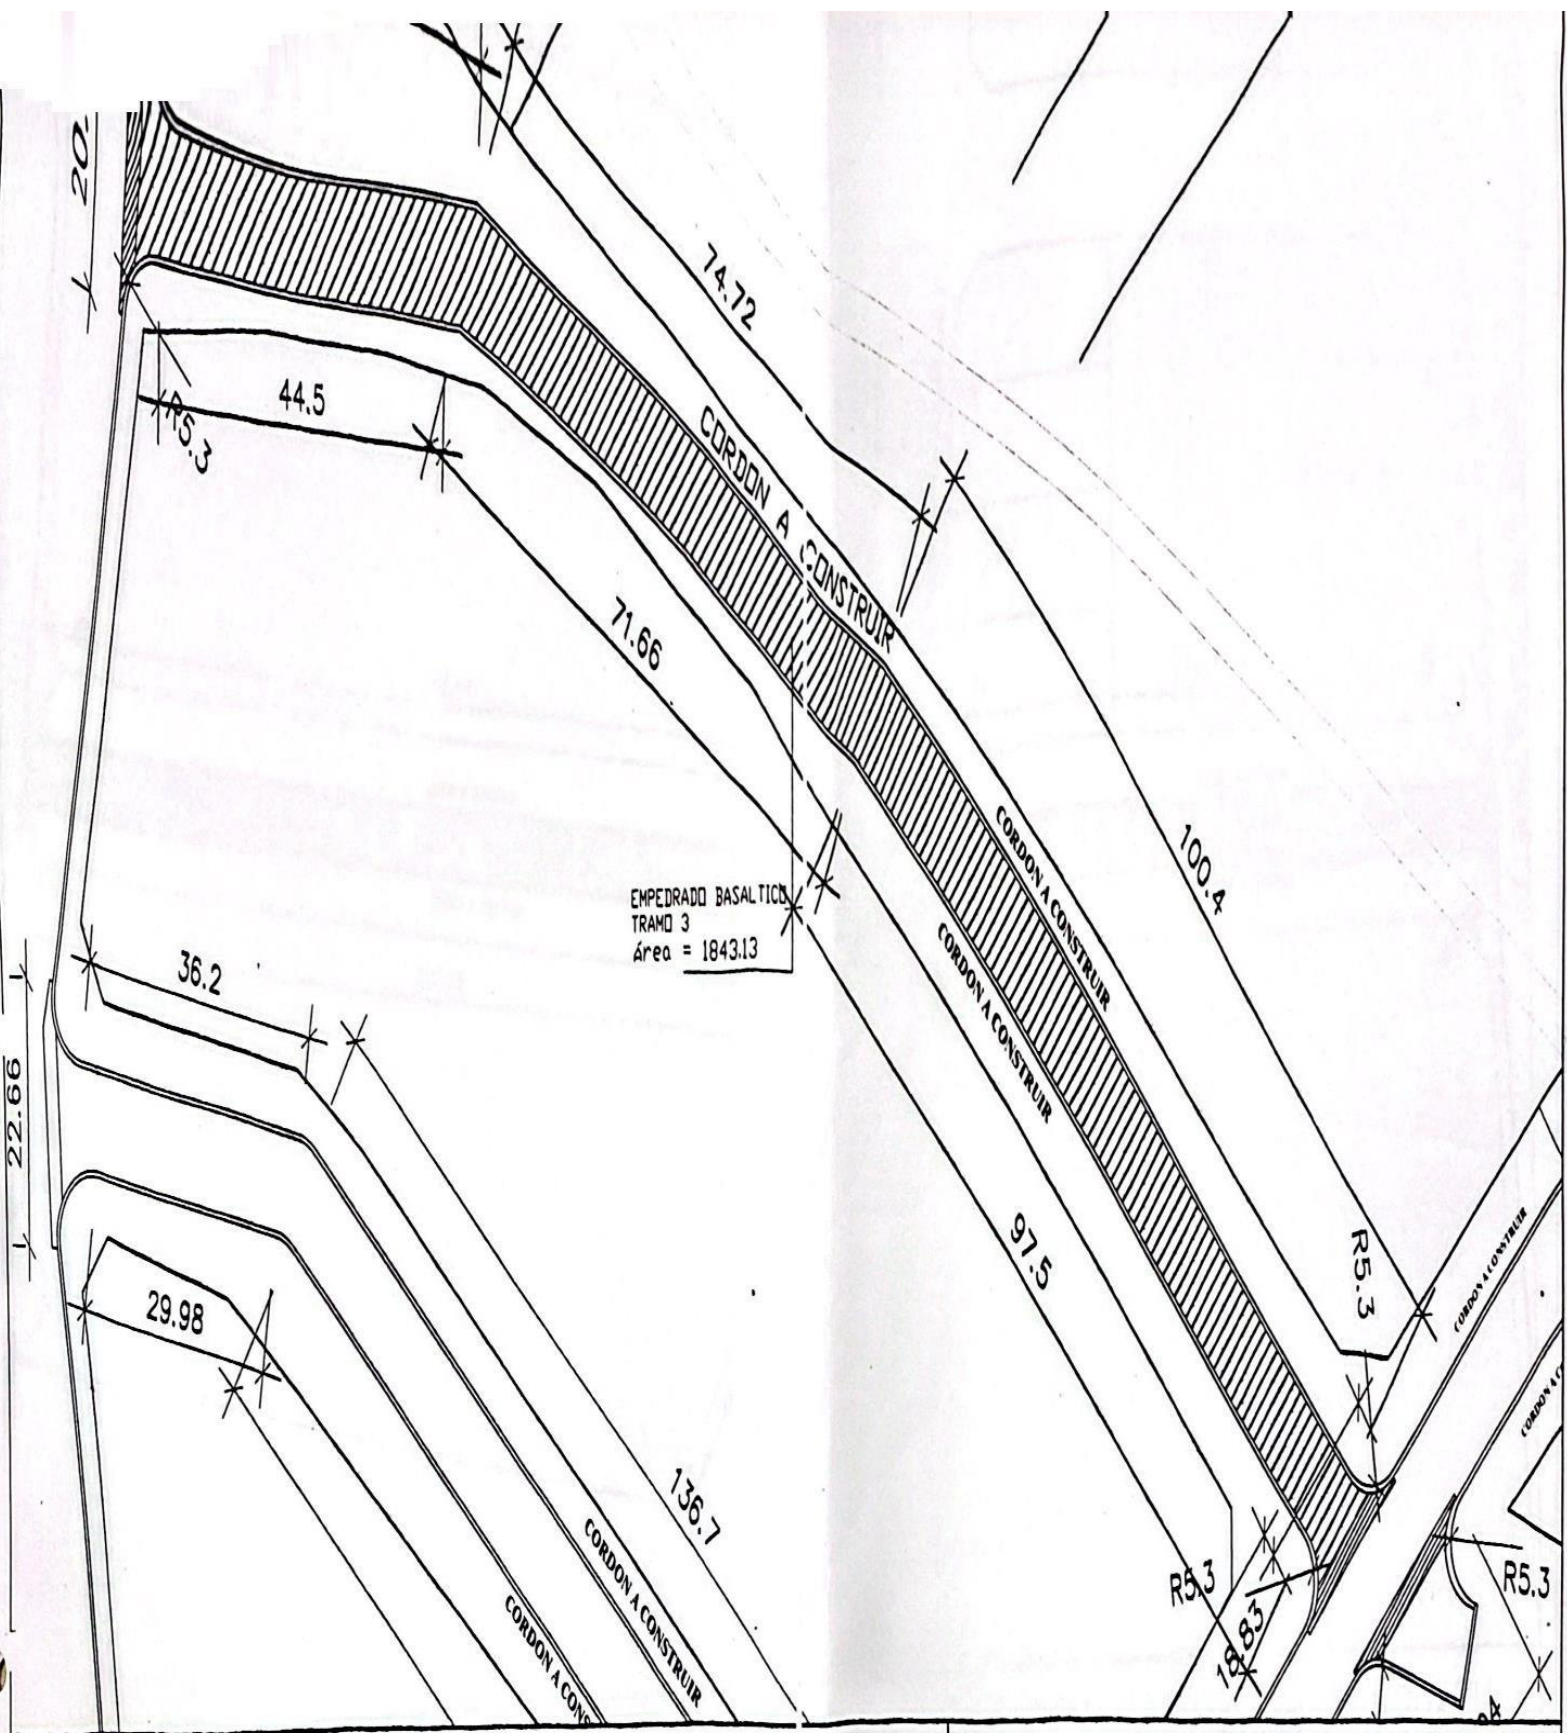 20.
74.72
44.5
R5.3
CORDON A CONSTRUIR
71.66
100.4
CORDON A CONSTRUIR
EMPEDRADO BASALTICO
TRAMO 3
área = 1843.13
CORDON A CONSTRUIR
36.2
22.66
97.5
R5.3
CORDON A CONSTRUIR
29.98
CORDON A C
136.7
R5.3
R5.3
18.83
CORDON A CONSTRUIR
CORDON A CONS